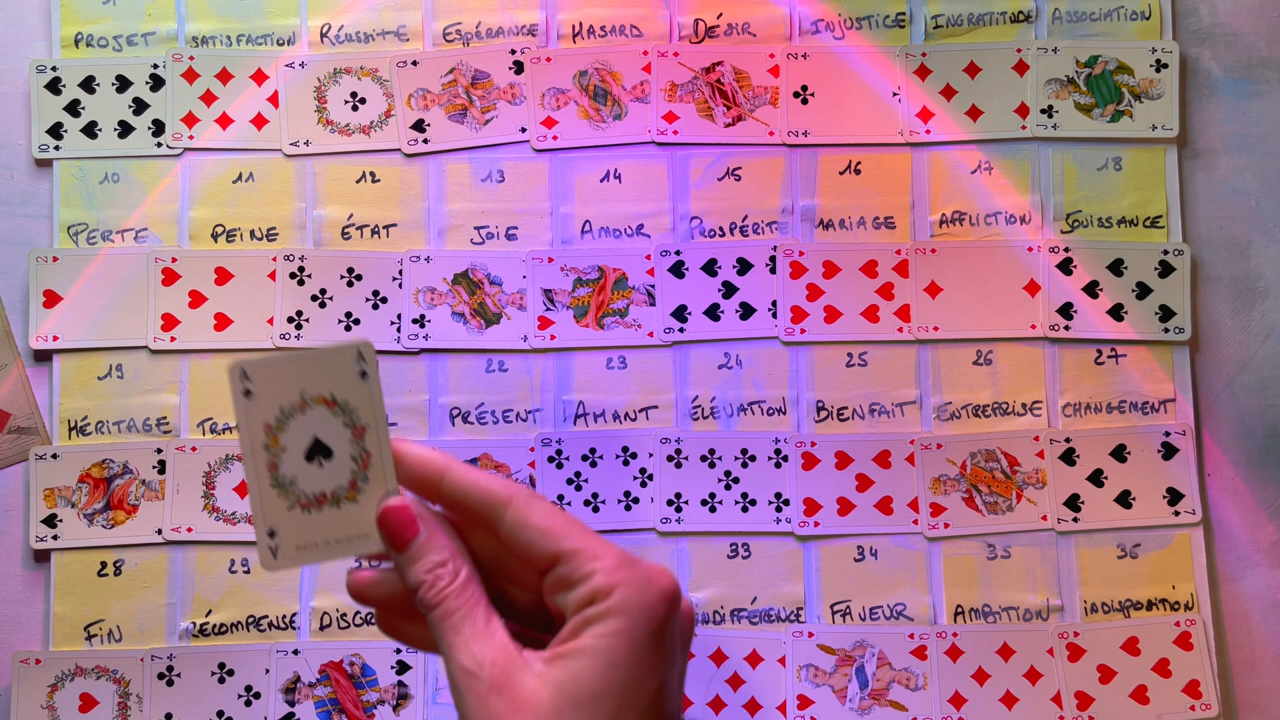 PROJET SATISFACTION RÉUSSITE ESPÉRANCE HASARD DÉSIR INJUSTICE INGRATITUDE ASSOCIATION
10 11 12 13 14 15 16 17 18
PERTE PEINE ÉTAT JOIE AMOUR PROSPÉRITÉ MARIAGE AFFLICTION JOUISSANCE
19 22 23 24 25 26 27
HÉRITAGE PRÉSENT AMANT ÉLÉVATION BIENFAIT ENTREPRISE CHANGEMENT
28 29 33 34 35 36
FIN RÉCOMPENSE INDIFFÉRENCE FAVEUR AMBITION INDISPOSITION